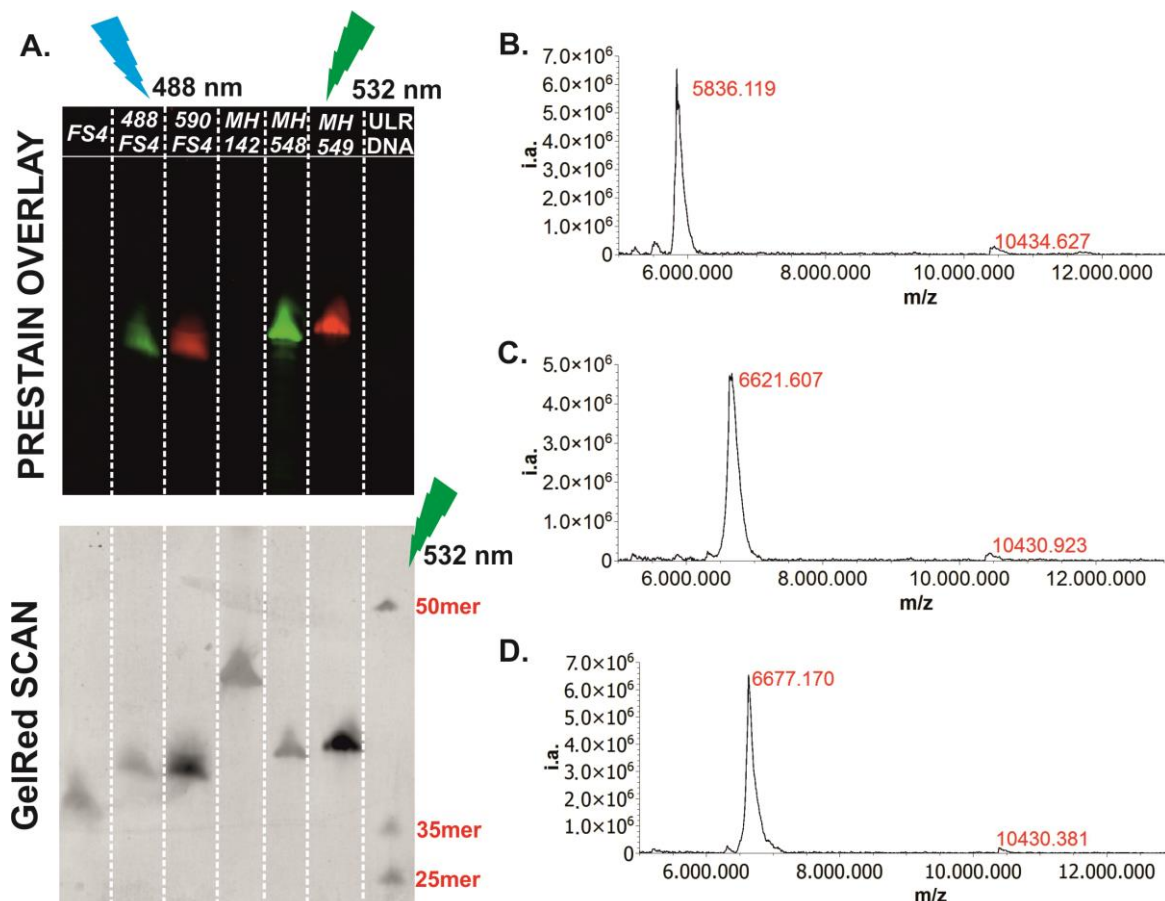 A.
488 nm
532 nm
PRESTAIN OVERLAY
FS4
488
FS4
590
FS4
MH
142
MH
548
MH
549
ULR
DNA
GelRed SCAN
532 nm
50mer
35mer
25mer
B.
7.0×10⁶
6.0×10⁶
5.0×10⁶
4.0×10⁶
3.0×10⁶
2.0×10⁶
1.0×10⁶
0
i.a.
5836.119
10434.627
6.000.000
8.000.000
10.000.000
12.000.000
m/z
C.
5.0×10⁶
4.0×10⁶
3.0×10⁶
2.0×10⁶
1.0×10⁶
0
i.a.
6621.607
10430.923
6.000.000
8.000.000
10.000.000
12.000.000
m/z
D.
7.0×10⁶
6.0×10⁶
5.0×10⁶
4.0×10⁶
3.0×10⁶
2.0×10⁶
1.0×10⁶
0
i.a.
6677.170
10430.381
6.000.000
8.000.000
10.000.000
12.000.000
m/z